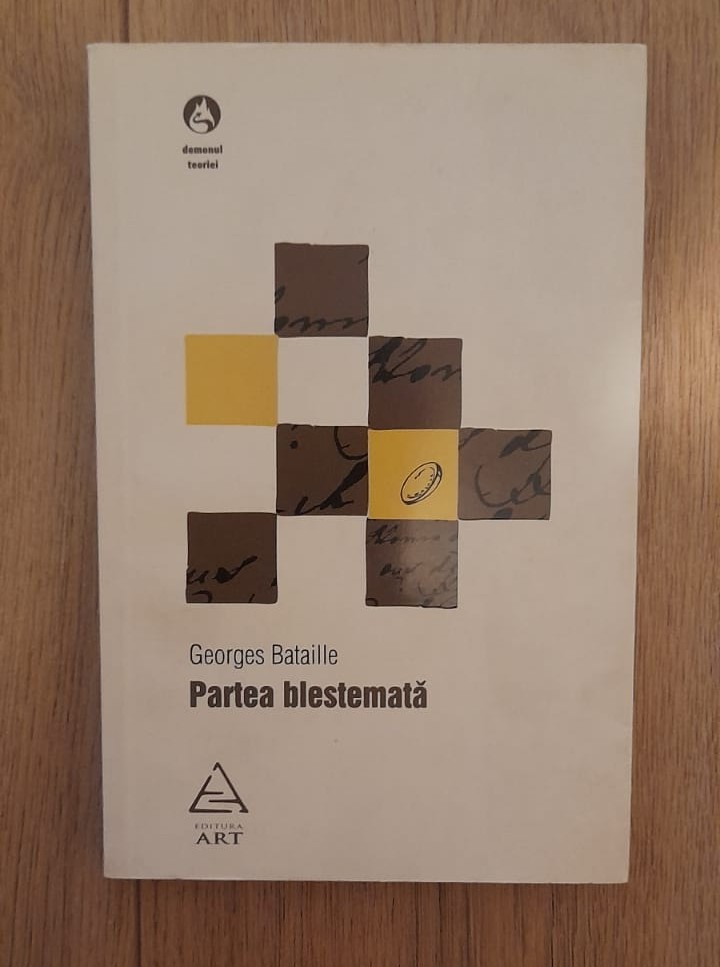 demonul
teoriei
Georges Bataille
Partea blestemată
EDITURA
ART